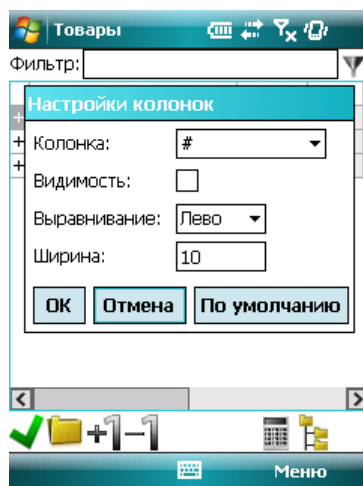 Товары
Фильтр:
Настройки колонок
Колонка: #
Видимость:
Выравнивание: Лево
Ширина: 10
ОК Отмена По умолчанию
+1 −1
Меню